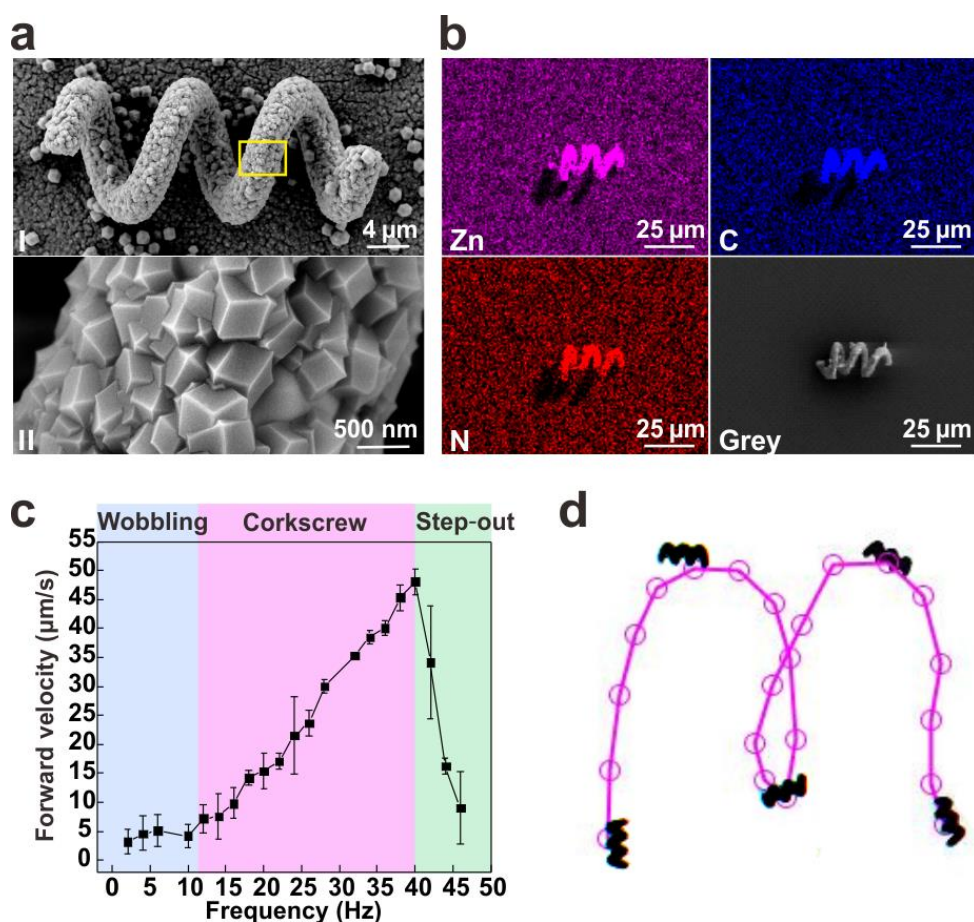 a
I
4 µm
II
500 nm
b
Zn
25 µm
C
25 µm
N
25 µm
Grey
25 µm
c
Wobbling Corkscrew Step-out
55
50
45
40
35
30
25
20
15
10
5
0
Forward velocity (µm/s)
0 5 10 15 20 25 30 35 40 45 50
Frequency (Hz)
d